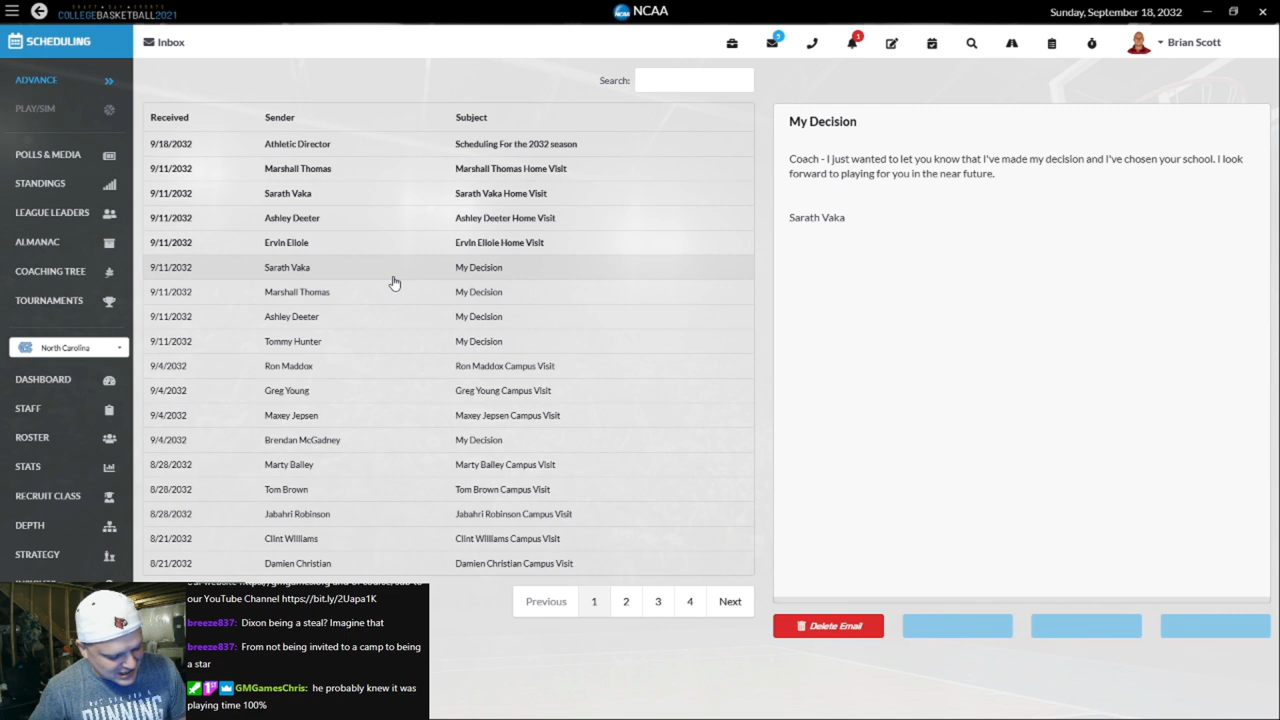 DRAFT DAY SPORTS
COLLEGEBASKETBALL2021
NCAA
Sunday, September 18, 2032
SCHEDULING
Inbox
5
1
Brian Scott
ADVANCE
PLAY/SIM
POLLS & MEDIA
STANDINGS
LEAGUE LEADERS
ALMANAC
COACHING TREE
TOURNAMENTS
North Carolina
DASHBOARD
STAFF
ROSTER
STATS
RECRUIT CLASS
DEPTH
STRATEGY
Search:
Received Sender Subject
9/18/2032 Athletic Director Scheduling For the 2032 season
9/11/2032 Marshall Thomas Marshall Thomas Home Visit
9/11/2032 Sarath Vaka Sarath Vaka Home Visit
9/11/2032 Ashley Deeter Ashley Deeter Home Visit
9/11/2032 Ervin Elloie Ervin Elloie Home Visit
9/11/2032 Sarath Vaka My Decision
9/11/2032 Marshall Thomas My Decision
9/11/2032 Ashley Deeter My Decision
9/11/2032 Tommy Hunter My Decision
9/4/2032 Ron Maddox Ron Maddox Campus Visit
9/4/2032 Greg Young Greg Young Campus Visit
9/4/2032 Maxey Jepsen Maxey Jepsen Campus Visit
9/4/2032 Brendan McGadney My Decision
8/28/2032 Marty Bailey Marty Bailey Campus Visit
8/28/2032 Tom Brown Tom Brown Campus Visit
8/28/2032 Jabahri Robinson Jabahri Robinson Campus Visit
8/21/2032 Clint Williams Clint Williams Campus Visit
8/21/2032 Damien Christian Damien Christian Campus Visit
Previous 1 2 3 4 Next
My Decision
Coach - I just wanted to let you know that I've made my decision and I've chosen your school. I look
forward to playing for you in the near future.
Sarath Vaka
Delete Email
our YouTube Channel https://bit.ly/2Uapa1K
breeze837: Dixon being a steal? Imagine that
breeze837: From not being invited to a camp to being
a star
GMGamesChris: he probably knew it was
playing time 100%
RUNNING